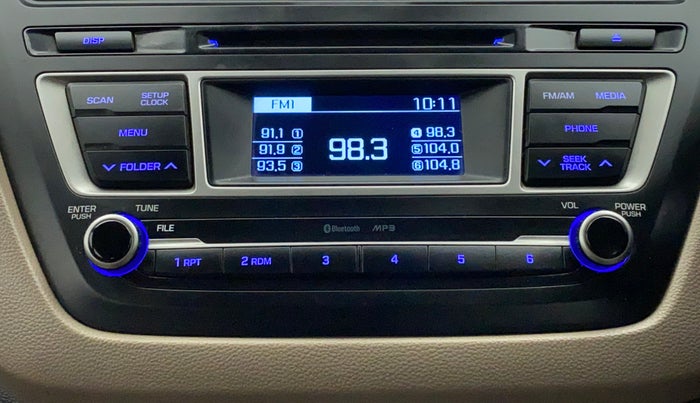 DISP
SCAN
SETUP
CLOCK
MENU
FOLDER
FM1 10:11
91.1 1
91.9 2
93.5 3
98.3
4 98.3
5 104.0
6 104.8
FM/AM MEDIA
PHONE
SEEK
TRACK
ENTER
PUSH
TUNE
FILE
Bluetooth MP3
VOL
POWER
PUSH
1 RPT 2 RDM 3 4 5 6